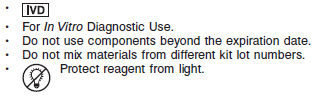 · IVD
· For In Vitro Diagnostic Use.
· Do not use components beyond the expiration date.
· Do not mix materials from different kit lot numbers.
· Protect reagent from light.